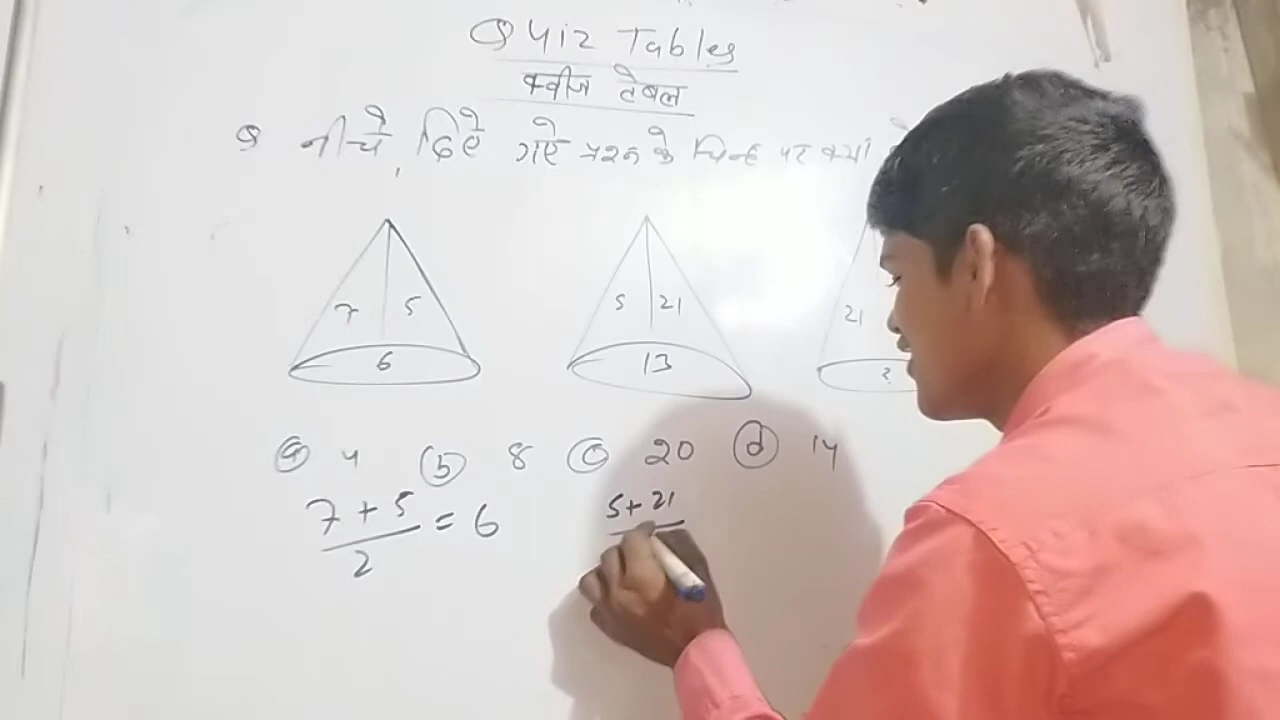 Quiz Tables
क्वीज टेबल
Q नीचे दिए गऐ प्रश्न के चिन्ह पर क्या
7 5 5 21 21
6 13 ?
(a) 4 (b) 8 (c) 20 (d) 14
7 + 5 5+ 21
= 6
2